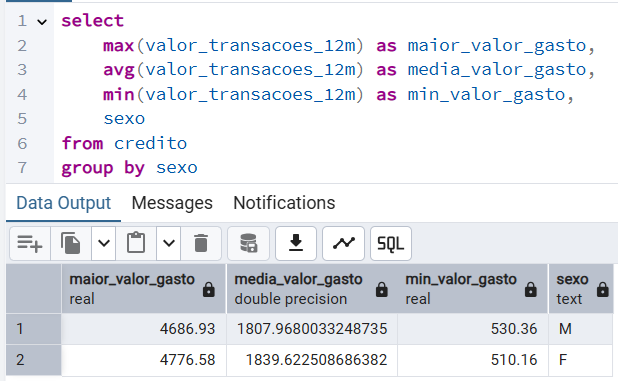 1 select
2 max(valor_transacoes_12m) as maior_valor_gasto,
3 avg(valor_transacoes_12m) as media_valor_gasto,
4 min(valor_transacoes_12m) as min_valor_gasto,
5 sexo
6 from credito
7 group by sexo
Data Output Messages Notifications
SQL
maior_valor_gasto media_valor_gasto min_valor_gasto sexo
real double precision real text
1 4686.93 1807.9680033248735 530.36 M
2 4776.58 1839.622508686382 510.16 F